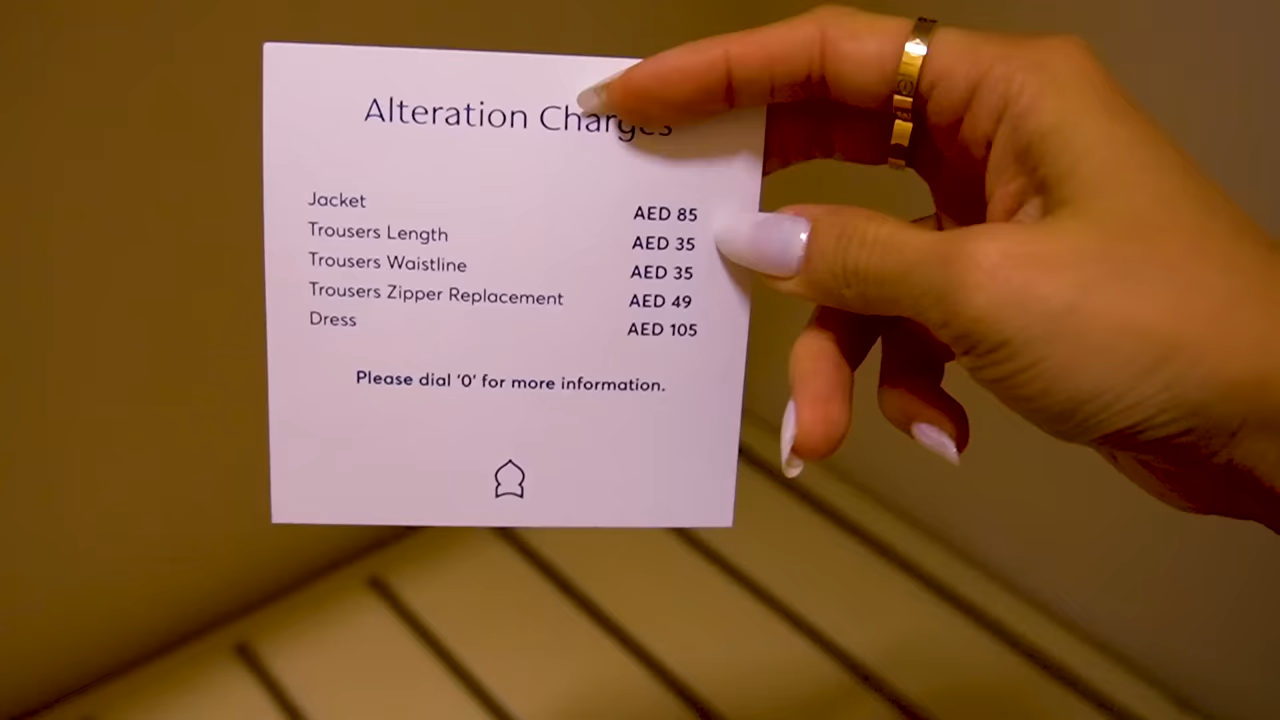 Alteration Charges
Jacket AED 85
Trousers Length AED 35
Trousers Waistline AED 35
Trousers Zipper Replacement AED 49
Dress AED 105
Please dial '0' for more information.